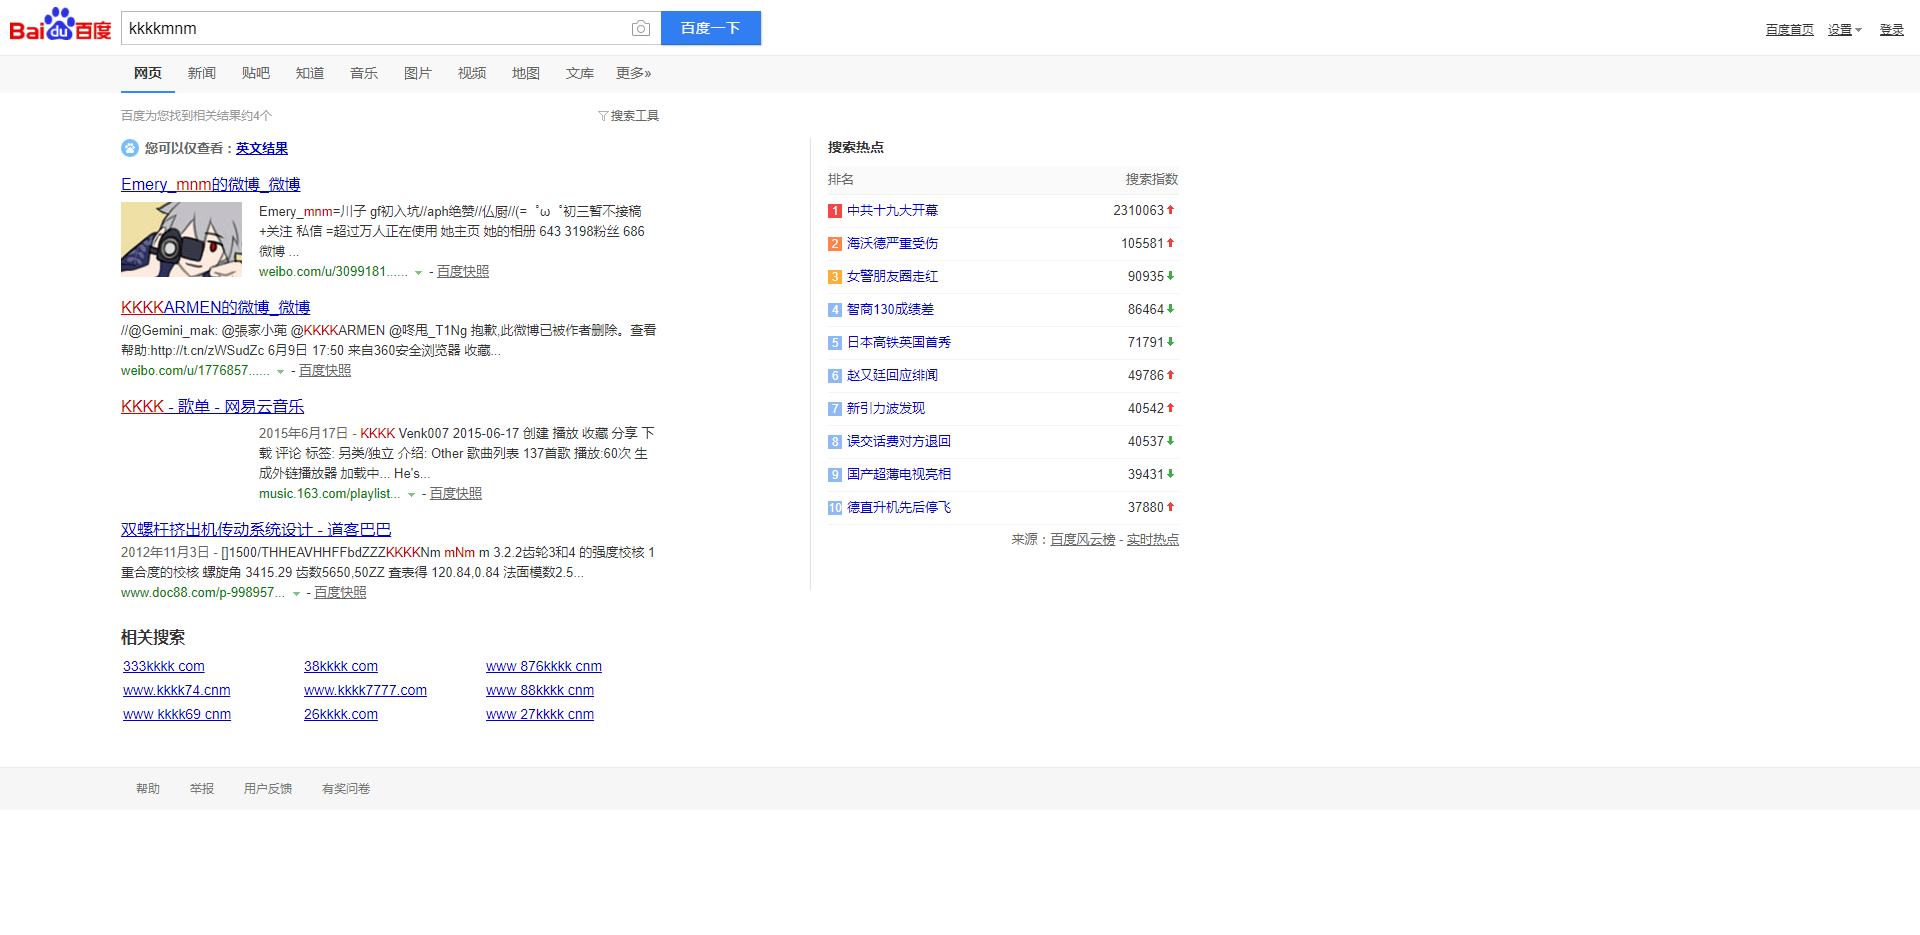 Bai du 百度
kkkkmnm
百度一下
百度首页 设置 登录
网页 新闻 贴吧 知道 音乐 图片 视频 地图 文库 更多»
百度为您找到相关结果约4个
搜索工具
您可以仅查看：英文结果
Emery_mnm的微博_微博
Emery_mnm=川子 gf初入坑//aph绝赞//仏厨//(=゜ω゜初三暂不接稿
+关注 私信 =超过万人正在使用 她主页 她的相册 643 3198粉丝 686
微博 ...
weibo.com/u/3099181...... - 百度快照
KKKKARMEN的微博_微博
//@Gemini_mak: @張家小菀 @KKKKARMEN @咚甩_T1Ng 抱歉,此微博已被作者删除。查看
帮助:http://t.cn/zWSudZc 6月9日 17:50 来自360安全浏览器 收藏...
weibo.com/u/1776857...... - 百度快照
KKKK - 歌单 - 网易云音乐
2015年6月17日 - KKKK Venk007 2015-06-17 创建 播放 收藏 分享 下
载 评论 标签: 另类/独立 介绍: Other 歌曲列表 137首歌 播放:60次 生
成外链播放器 加载中... He's...
music.163.com/playlist... - 百度快照
双螺杆挤出机传动系统设计 - 道客巴巴
2012年11月3日 - []1500/THHEAVHHFFbdZZZKKKKNm mNm m 3.2.2齿轮3和4 的强度校核 1
重合度的校核 螺旋角 3415.29 齿数5650,50ZZ 查表得 120.84,0.84 法面模数2.5...
www.doc88.com/p-998957... - 百度快照
相关搜索
333kkkk com 38kkkk com www 876kkkk cnm
www.kkkk74.cnm www.kkkk7777.com www 88kkkk cnm
www kkkk69 cnm 26kkkk.com www 27kkkk cnm
搜索热点
排名 搜索指数
1 中共十九大开幕 2310063
2 海沃德严重受伤 105581
3 女警朋友圈走红 90935
4 智商130成绩差 86464
5 日本高铁英国首秀 71791
6 赵又廷回应绯闻 49786
7 新引力波发现 40542
8 误交话费对方退回 40537
9 国产超薄电视亮相 39431
10 德直升机先后停飞 37880
来源：百度风云榜 - 实时热点
帮助 举报 用户反馈 有奖问卷